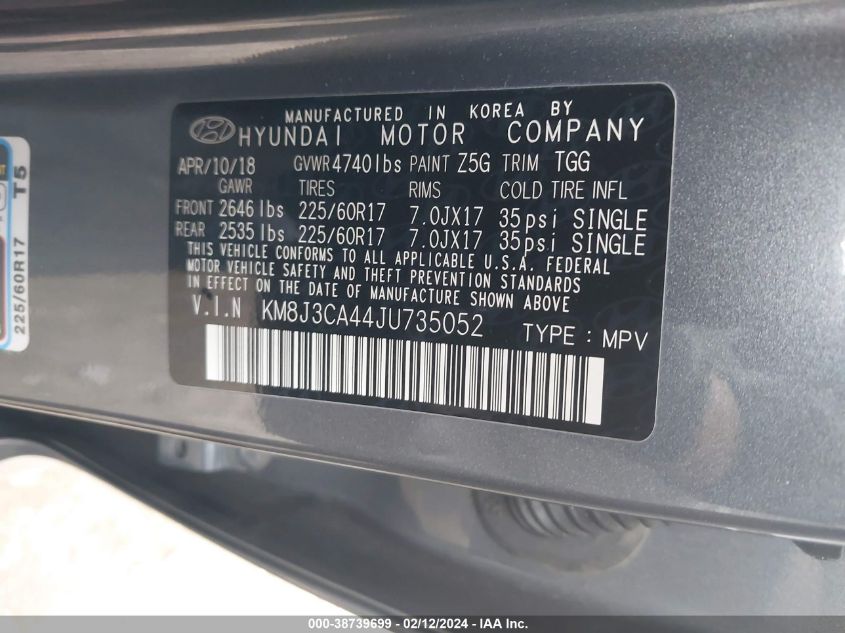 MANUFACTURED IN KOREA BY
HYUNDAI MOTOR COMPANY
APR/10/18 GVWR 4740lbs PAINT Z5G TRIM TGG
GAWR TIRES RIMS COLD TIRE INFL
FRONT 2646 lbs 225/60R17 7.0JX17 35psi SINGLE
REAR 2535 lbs 225/60R17 7.0JX17 35psi SINGLE
THIS VEHICLE CONFORMS TO ALL APPLICABLE U.S.A. FEDERAL
MOTOR VEHICLE SAFETY AND THEFT PREVENTION STANDARDS
IN EFFECT ON THE DATE OF MANUFACTURE SHOWN ABOVE
V.I.N KM8J3CA44JU735052 TYPE : MPV
225/60R17 T5
000-38739699 - 02/12/2024 - IAAI Inc.